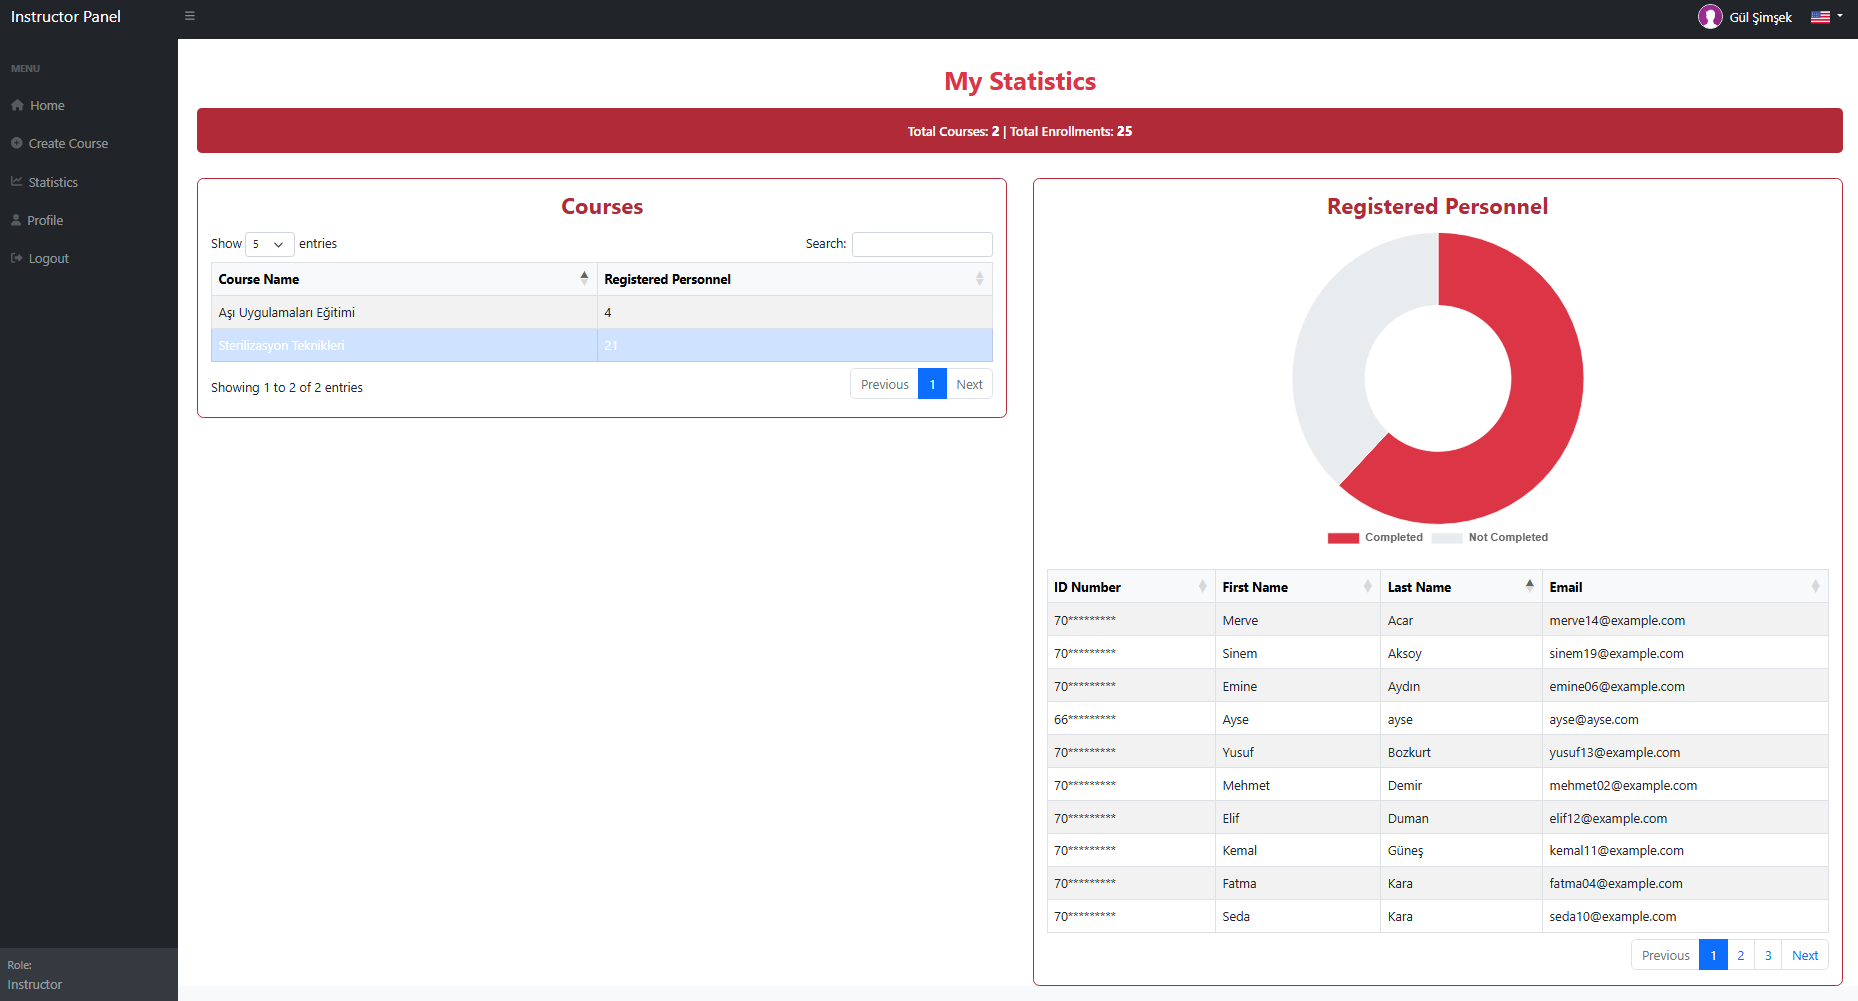 Instructor Panel
Gül Şimşek
MENU
Home
Create Course
Statistics
Profile
Logout
Role:
Instructor
My Statistics
Total Courses: 2 | Total Enrollments: 25
Courses
Show 5 entries
Search:
Course Name Registered Personnel
Aşı Uygulamaları Eğitimi 4
Sterilizasyon Teknikleri 21
Showing 1 to 2 of 2 entries
Previous 1 Next
Registered Personnel
Completed Not Completed
ID Number First Name Last Name Email
70********* Merve Acar merve14@example.com
70********* Sinem Aksoy sinem19@example.com
70********* Emine Aydın emine06@example.com
66********* Ayse ayse ayse@ayse.com
70********* Yusuf Bozkurt yusuf13@example.com
70********* Mehmet Demir mehmet02@example.com
70********* Elif Duman elif12@example.com
70********* Kemal Güneş kemal11@example.com
70********* Fatma Kara fatma04@example.com
70********* Seda Kara seda10@example.com
Previous 1 2 3 Next